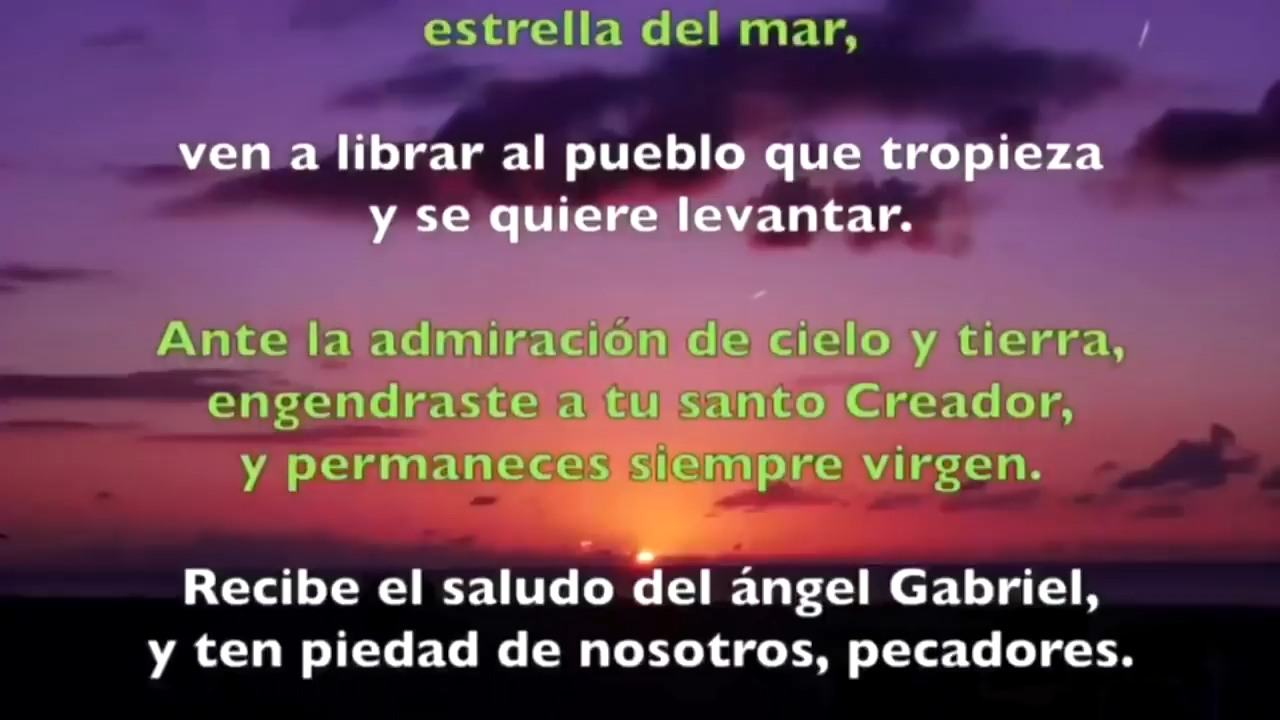 estrella del mar,
ven a librar al pueblo que tropieza
y se quiere levantar.
Ante la admiración de cielo y tierra,
engendraste a tu santo Creador,
y permaneces siempre virgen.
Recibe el saludo del ángel Gabriel,
y ten piedad de nosotros, pecadores.